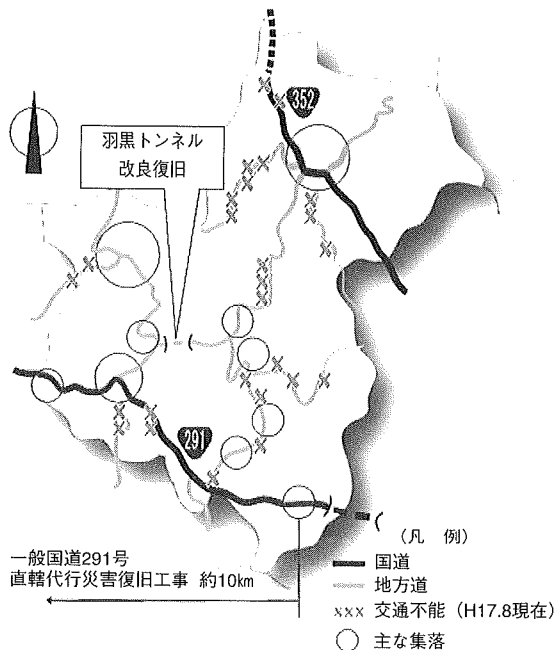 352
羽黒トンネル
改良復旧
291
一般国道291号
直轄代行災害復旧工事 約10km
(凡 例)
国道
地方道
××× 交通不能(H17.8現在)
主な集落